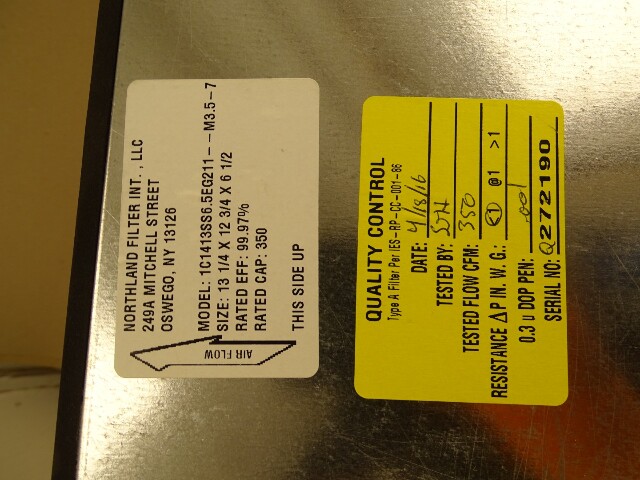 NORTHLAND FILTER INT. , LLC
249A MITCHELL STREET
OSWEGO, NY 13126
MODEL: 1C1413SS6.5EG211--M3.5-7
SIZE: 13 1/4 X 12 3/4 X 6 1/2
RATED EFF: 99.97%
RATED CAP: 350
THIS SIDE UP
AIR FLOW
QUALITY CONTROL
Type A Filter Per IES-RP-CC-001-86
DATE: 4/18/16
TESTED BY:
TESTED FLOW CFM: 350
RESISTANCE ΔP IN. W. G.: <1 @1 >1
0.3 u DOP PEN: .001
SERIAL NO: Q272190